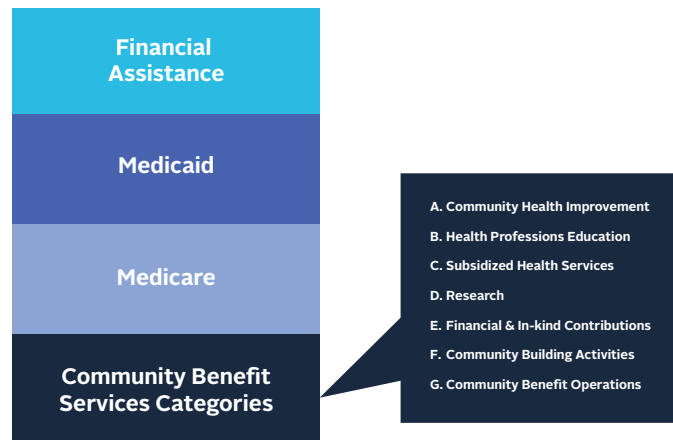 Financial
Assistance
Medicaid
Medicare
Community Benefit
Services Categories
A. Community Health Improvement
B. Health Professions Education
C. Subsidized Health Services
D. Research
E. Financial & In-kind Contributions
F. Community Building Activities
G. Community Benefit Operations